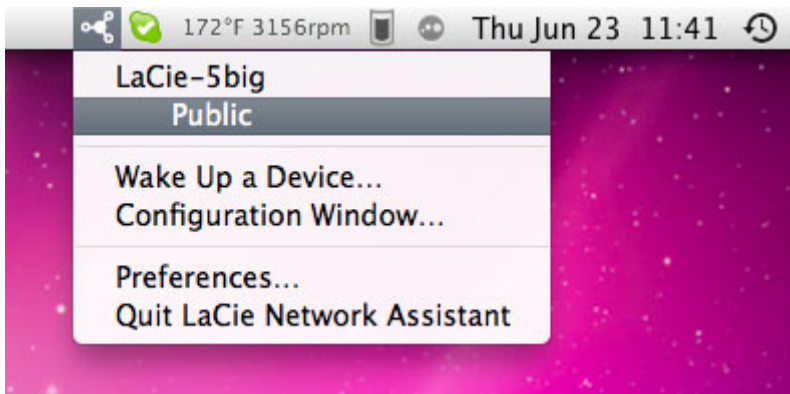 172°F 3156rpm Thu Jun 23 11:41
LaCie-5big
Public
Wake Up a Device...
Configuration Window...
Preferences...
Quit LaCie Network Assistant